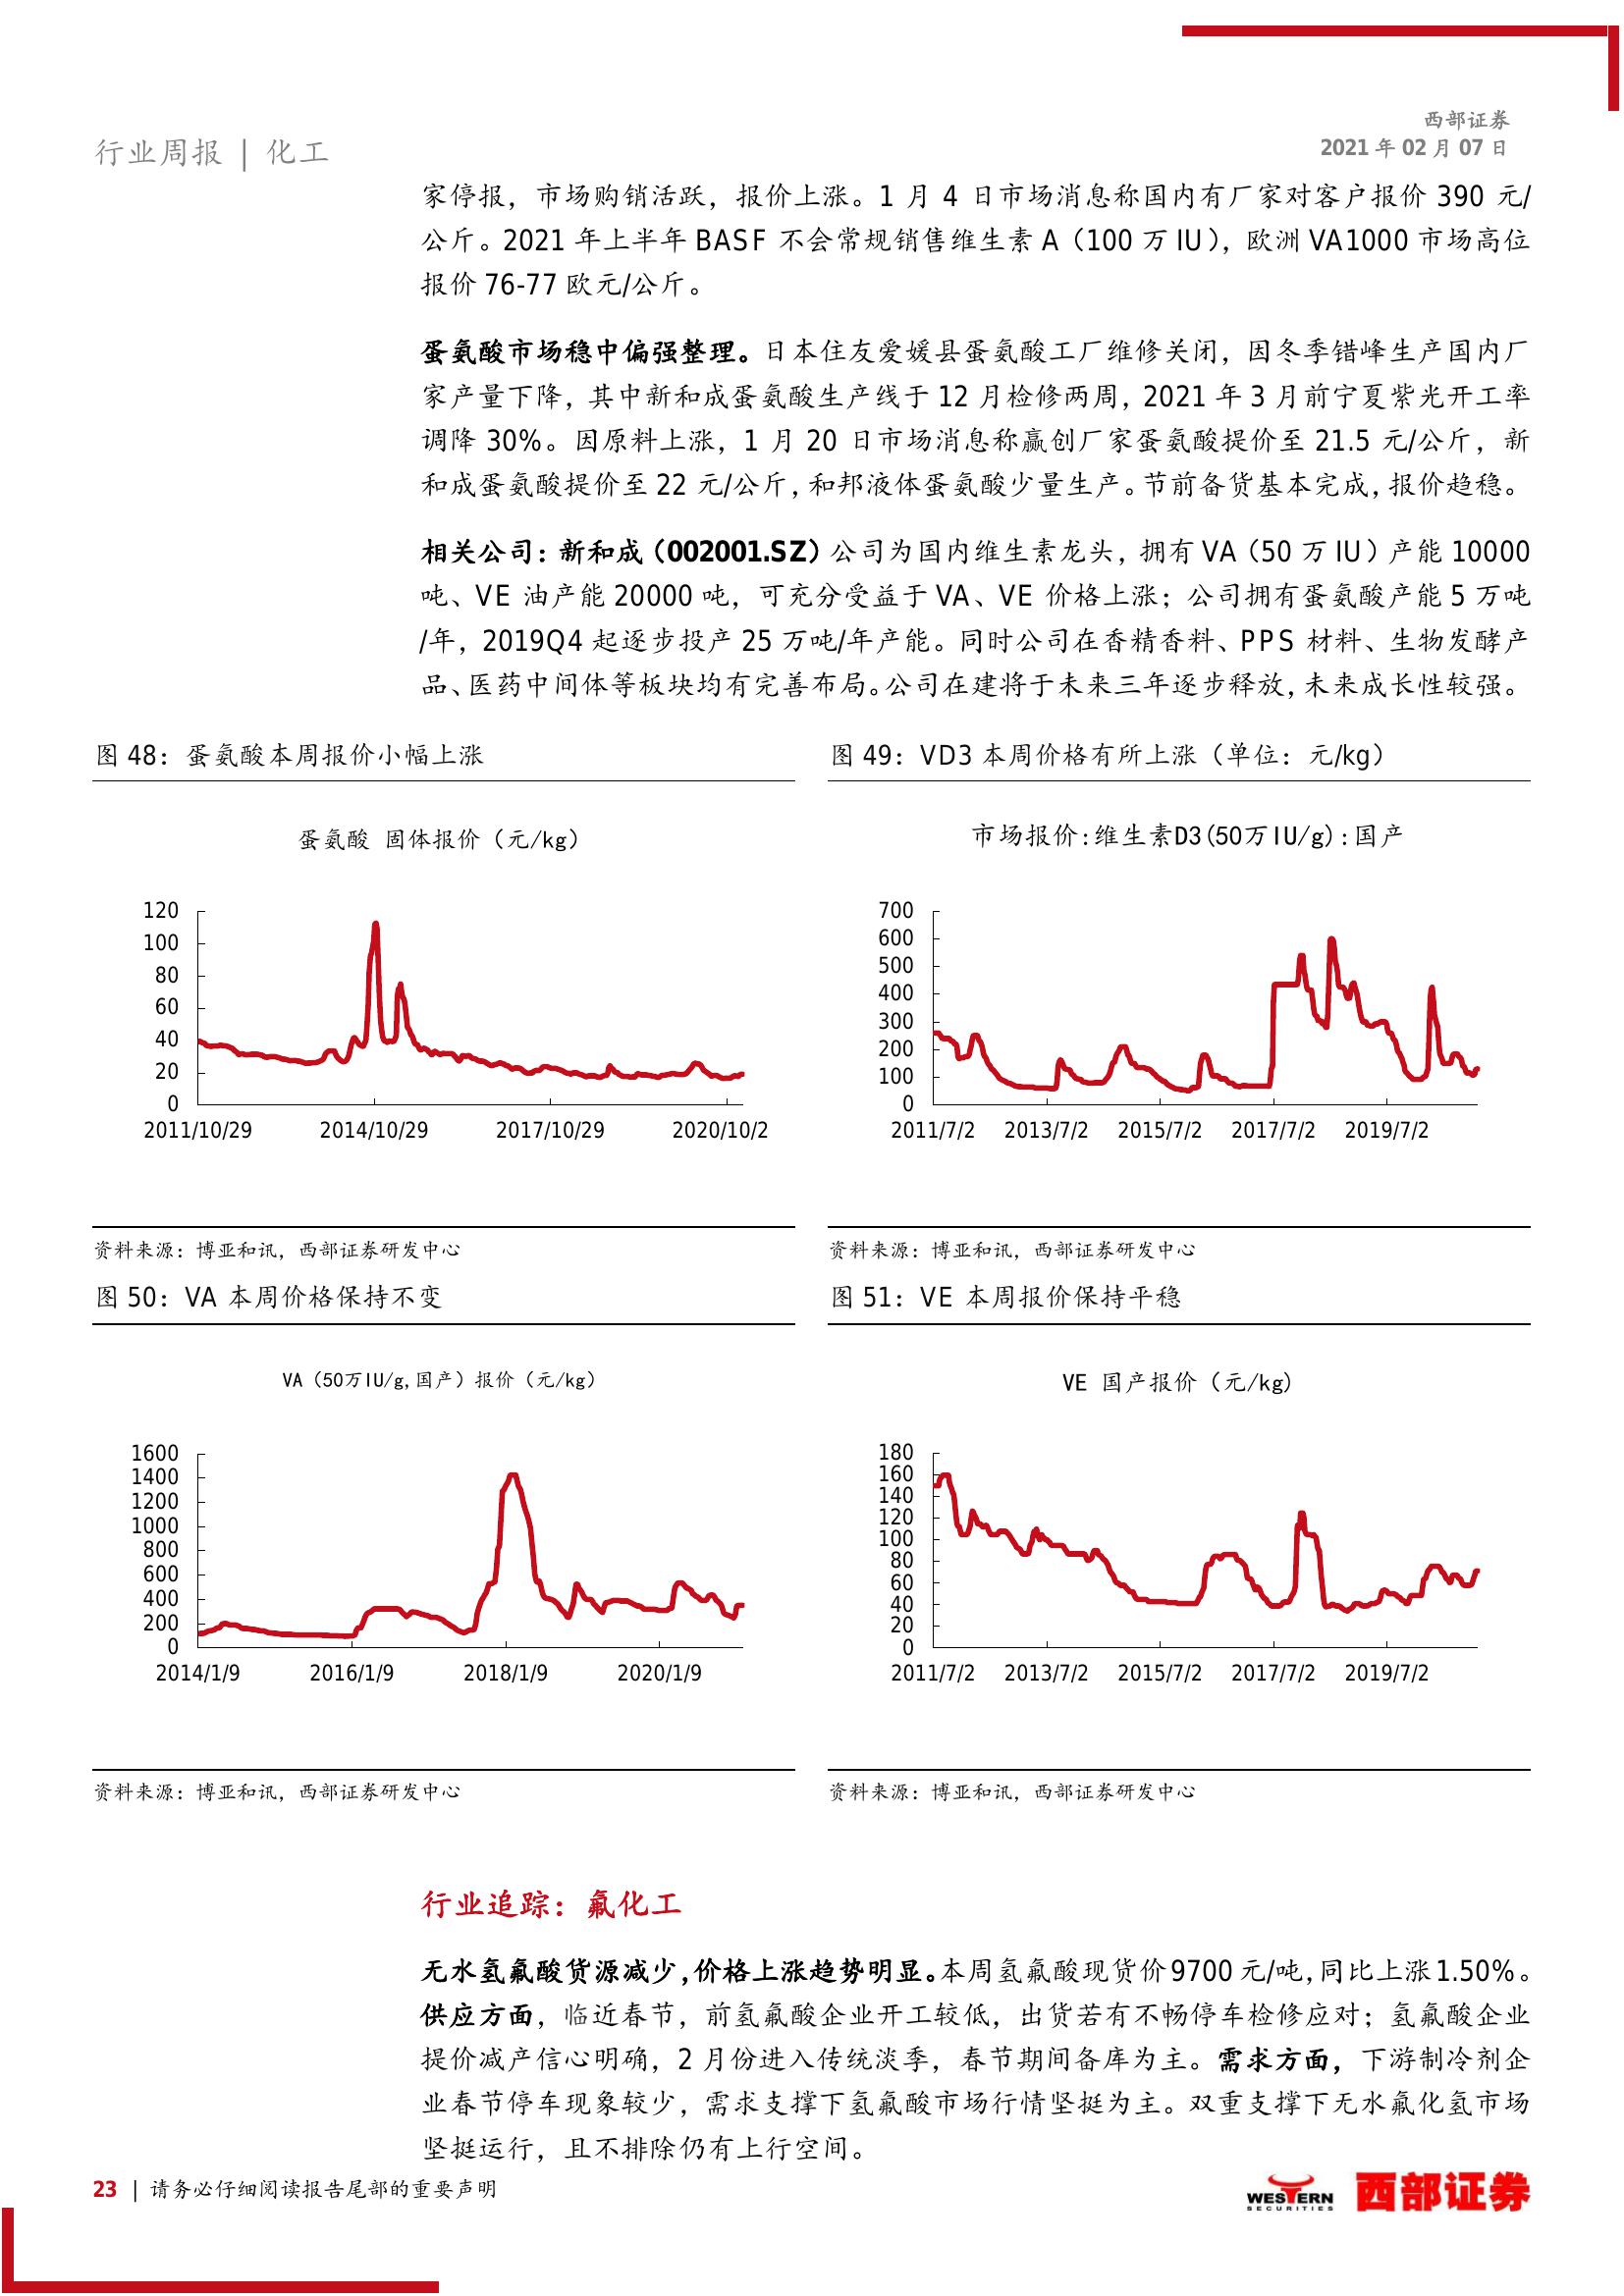 西部证券
行业周报 | 化工
2021 年 02 月 07 日
家停报，市场购销活跃，报价上涨。1 月 4 日市场消息称国内有厂家对客户报价 390 元/
公斤。2021 年上半年 BASF 不会常规销售维生素 A（100 万 IU），欧洲 VA1000 市场高位
报价 76-77 欧元/公斤。
蛋氨酸市场稳中偏强整理。日本住友爱媛县蛋氨酸工厂维修关闭，因冬季错峰生产国内厂
家产量下降，其中新和成蛋氨酸生产线于 12 月检修两周，2021 年 3 月前宁夏紫光开工率
调降 30%。因原料上涨，1 月 20 日市场消息称赢创厂家蛋氨酸提价至 21.5 元/公斤，新
和成蛋氨酸提价至 22 元/公斤，和邦液体蛋氨酸少量生产。节前备货基本完成，报价趋稳。
相关公司：新和成（002001.SZ）公司为国内维生素龙头，拥有 VA（50 万 IU）产能 10000
吨、VE 油产能 20000 吨，可充分受益于 VA、VE 价格上涨；公司拥有蛋氨酸产能 5 万吨
/年，2019Q4 起逐步投产 25 万吨/年产能。同时公司在香精香料、PPS 材料、生物发酵产
品、医药中间体等板块均有完善布局。公司在建将于未来三年逐步释放，未来成长性较强。
图 48：蛋氨酸本周报价小幅上涨
蛋氨酸 固体报价（元/kg）
120
100
80
60
40
20
0
2011/10/29 2014/10/29 2017/10/29 2020/10/2
资料来源：博亚和讯，西部证券研发中心
图 49：VD3 本周价格有所上涨（单位：元/kg）
市场报价:维生素D3(50万IU/g):国产
700
600
500
400
300
200
100
0
2011/7/2 2013/7/2 2015/7/2 2017/7/2 2019/7/2
资料来源：博亚和讯，西部证券研发中心
图 50：VA 本周价格保持不变
VA（50万IU/g,国产）报价（元/kg）
1600
1400
1200
1000
800
600
400
200
0
2014/1/9 2016/1/9 2018/1/9 2020/1/9
资料来源：博亚和讯，西部证券研发中心
图 51：VE 本周报价保持平稳
VE 国产报价（元/kg)
180
160
140
120
100
80
60
40
20
0
2011/7/2 2013/7/2 2015/7/2 2017/7/2 2019/7/2
资料来源：博亚和讯，西部证券研发中心
行业追踪：氟化工
无水氢氟酸货源减少，价格上涨趋势明显。本周氢氟酸现货价 9700 元/吨，同比上涨 1.50%。
供应方面，临近春节，前氢氟酸企业开工较低，出货若有不畅停车检修应对；氢氟酸企业
提价减产信心明确，2 月份进入传统淡季，春节期间备库为主。需求方面，下游制冷剂企
业春节停车现象较少，需求支撑下氢氟酸市场行情坚挺为主。双重支撑下无水氟化氢市场
坚挺运行，且不排除仍有上行空间。
23 | 请务必仔细阅读报告尾部的重要声明
WESTERN
SECURITIES
西部证券